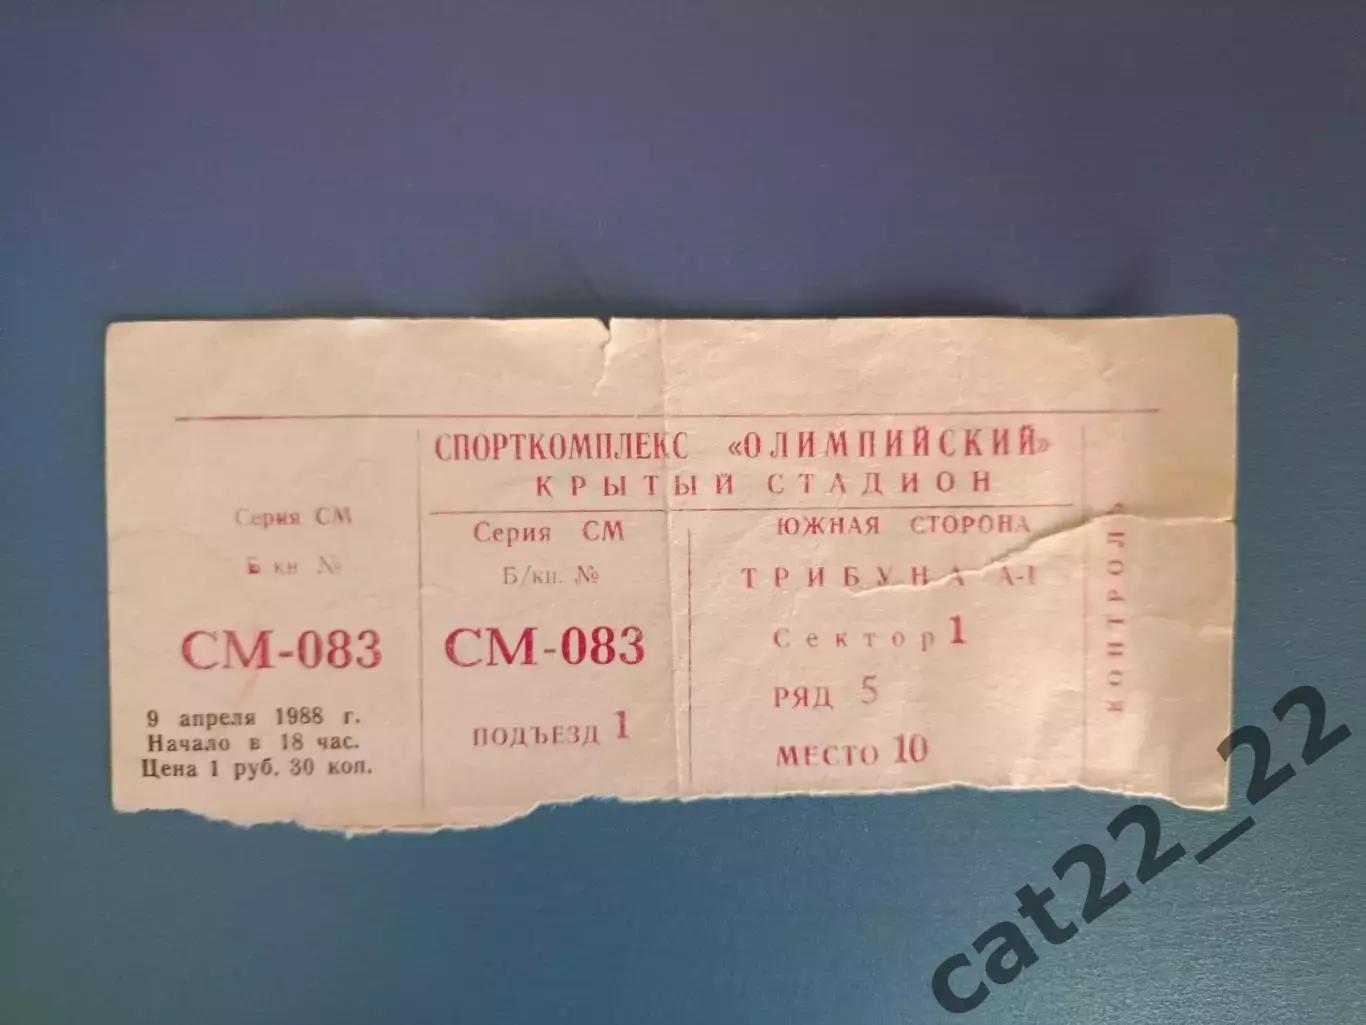 СПОРТКОМПЛЕКС «ОЛИМПИЙСКИЙ»
КРЫТЫЙ СТАДИОН
Серия СМ
Б кн №
СМ-083
9 апреля 1988 г.
Начало в 18 час.
Цена 1 руб. 30 коп.
Серия СМ
Б/кн. №
СМ-083
ПОДЪЕЗД 1
ЮЖНАЯ СТОРОНА
ТРИБУНА А-1
Сектор 1
РЯД 5
МЕСТО 10
КОНТРОЛЬ
cat22_22